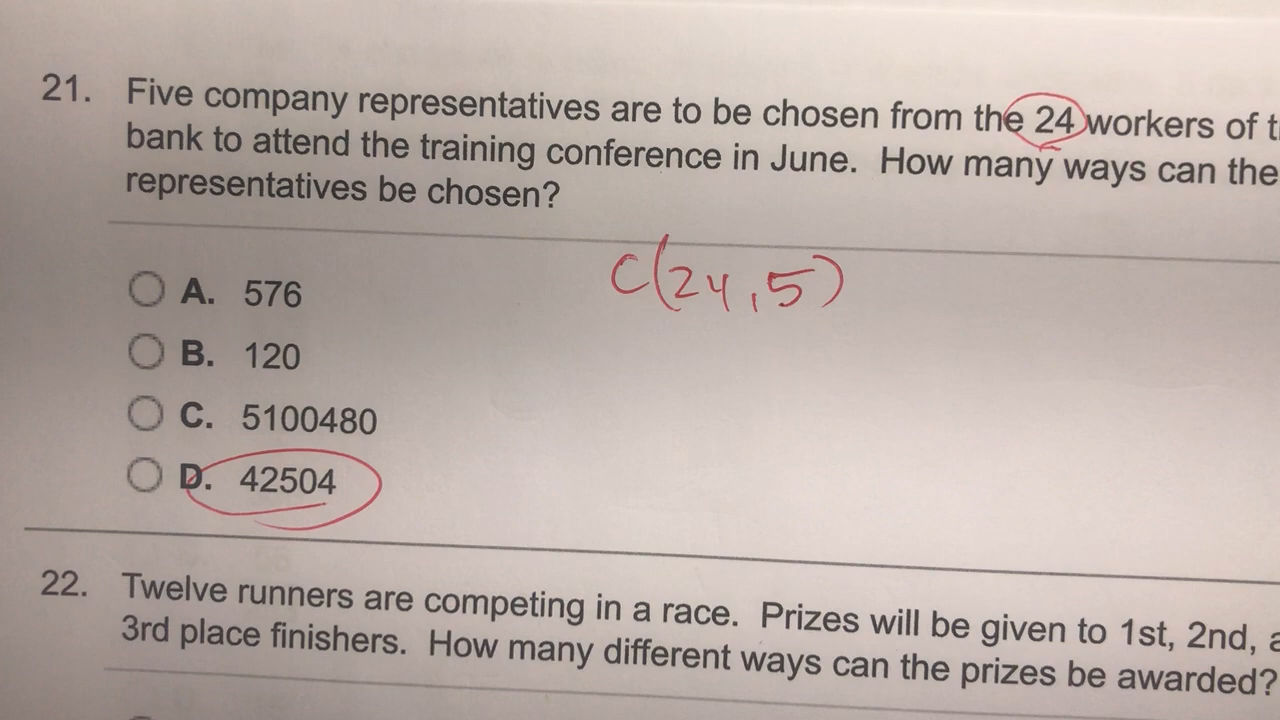 21. Five company representatives are to be chosen from the 24 workers of
bank to attend the training conference in June. How many ways can the
representatives be chosen?
C(24,5)
A. 576
B. 120
C. 5100480
D. 42504
22. Twelve runners are competing in a race. Prizes will be given to 1st, 2nd,
3rd place finishers. How many different ways can the prizes be awarded?